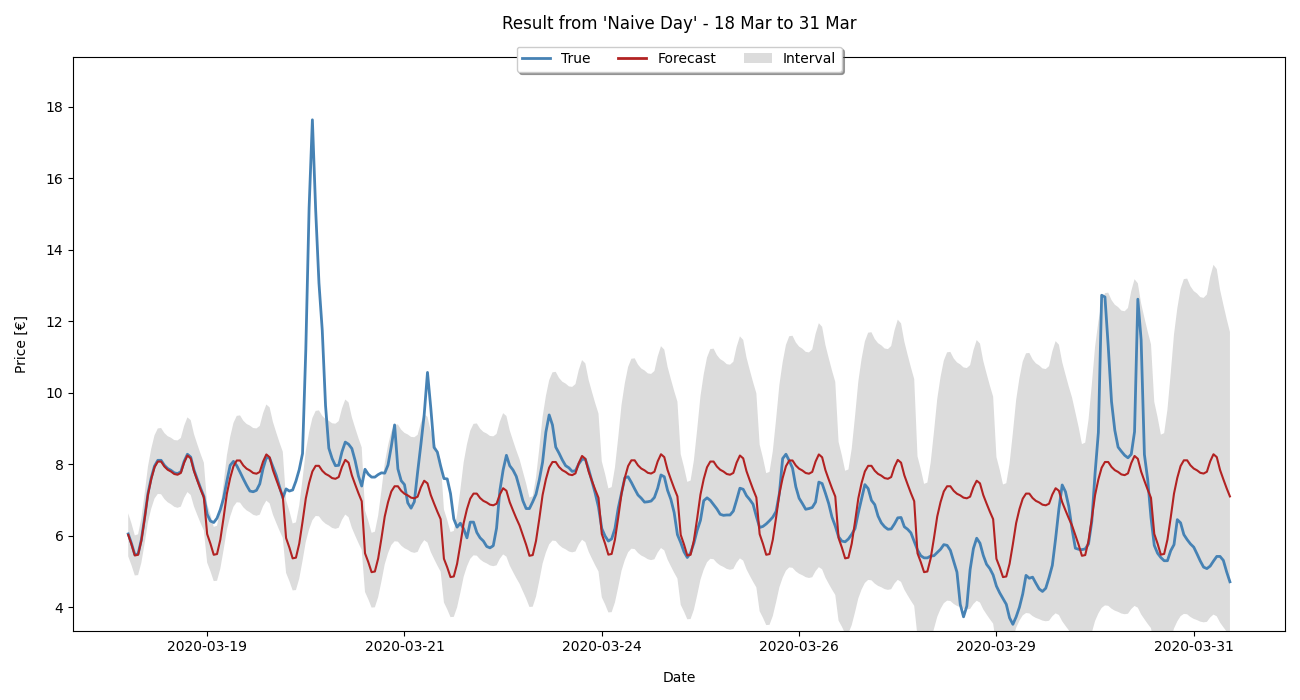 Result from 'Naive Day' - 18 Mar to 31 Mar
True Forecast Interval
18
16
14
12
10
8
6
4
Price [€]
2020-03-19 2020-03-21 2020-03-24 2020-03-26 2020-03-29 2020-03-31
Date